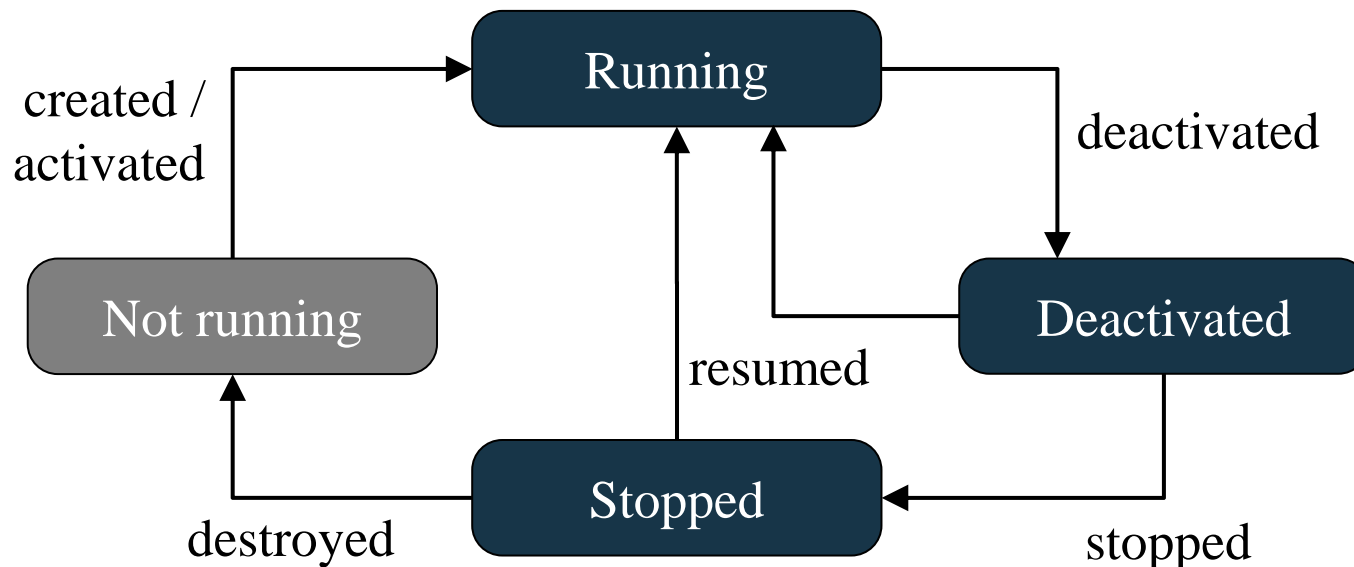 Running
created /
activated
deactivated
Not running
Deactivated
resumed
Stopped
destroyed
stopped